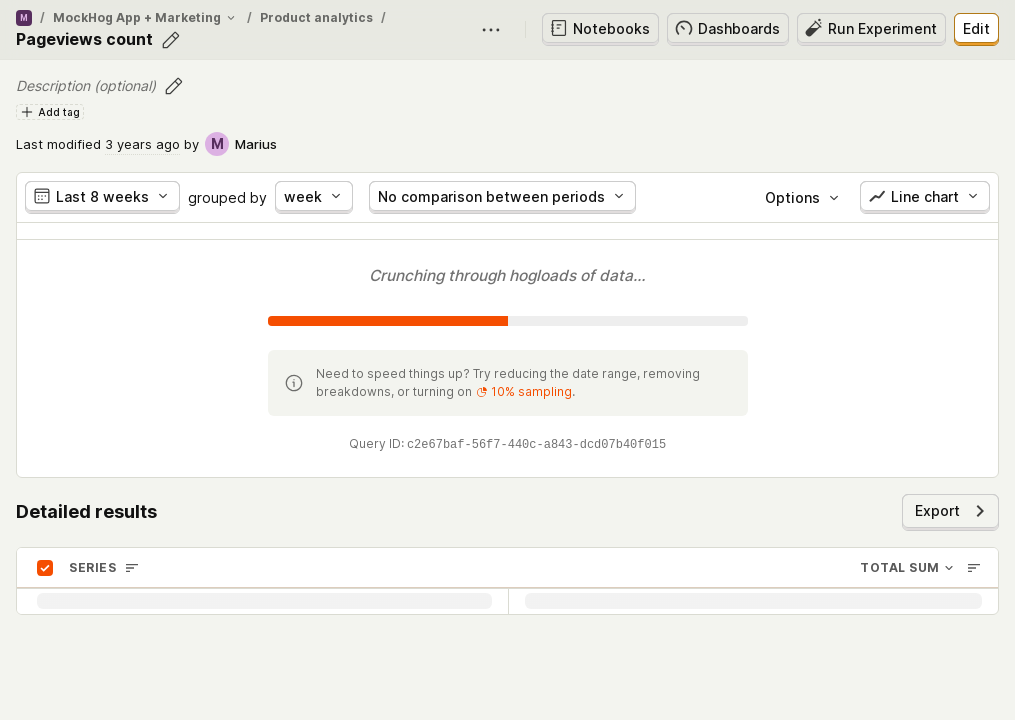 M / MockHog App + Marketing / Product analytics /
Pageviews count
Notebooks Dashboards Run Experiment Edit
Description (optional)
Add tag
Last modified 3 years ago by M Marius
Last 8 weeks grouped by week No comparison between periods Options Line chart
Crunching through hogloads of data...
Need to speed things up? Try reducing the date range, removing
breakdowns, or turning on 10% sampling.
Query ID: c2e67baf-56f7-440c-a843-dcd07b40f015
Detailed results
Export
SERIES TOTAL SUM